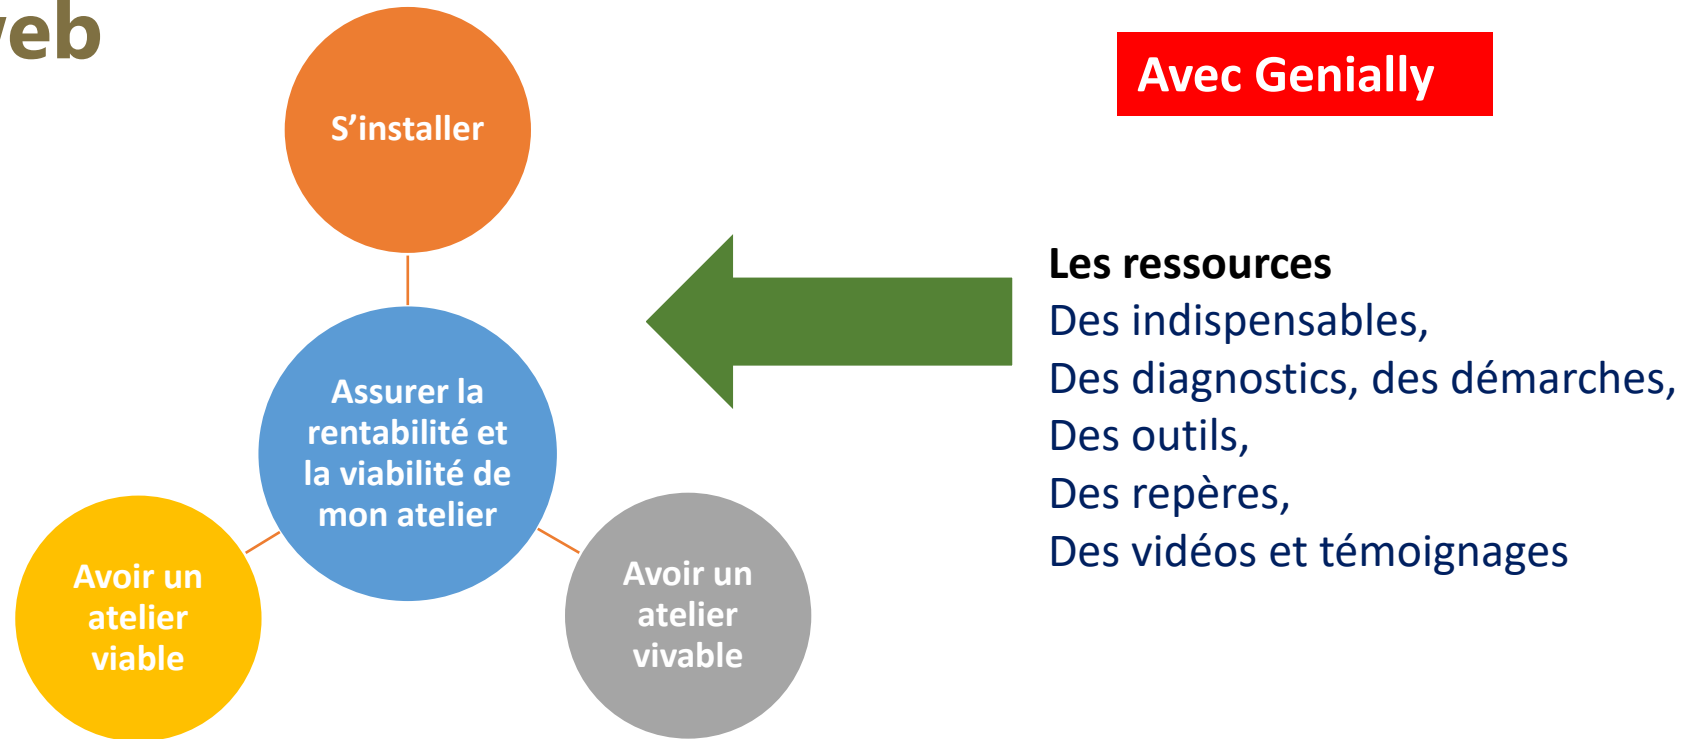 web
Avec Genially
S’installer
Les ressources
Des indispensables,
Des diagnostics, des démarches,
Des outils,
Des repères,
Des vidéos et témoignages
Assurer la
rentabilité et
la viabilité de
mon atelier
Avoir un
atelier
viable
Avoir un
atelier
vivable